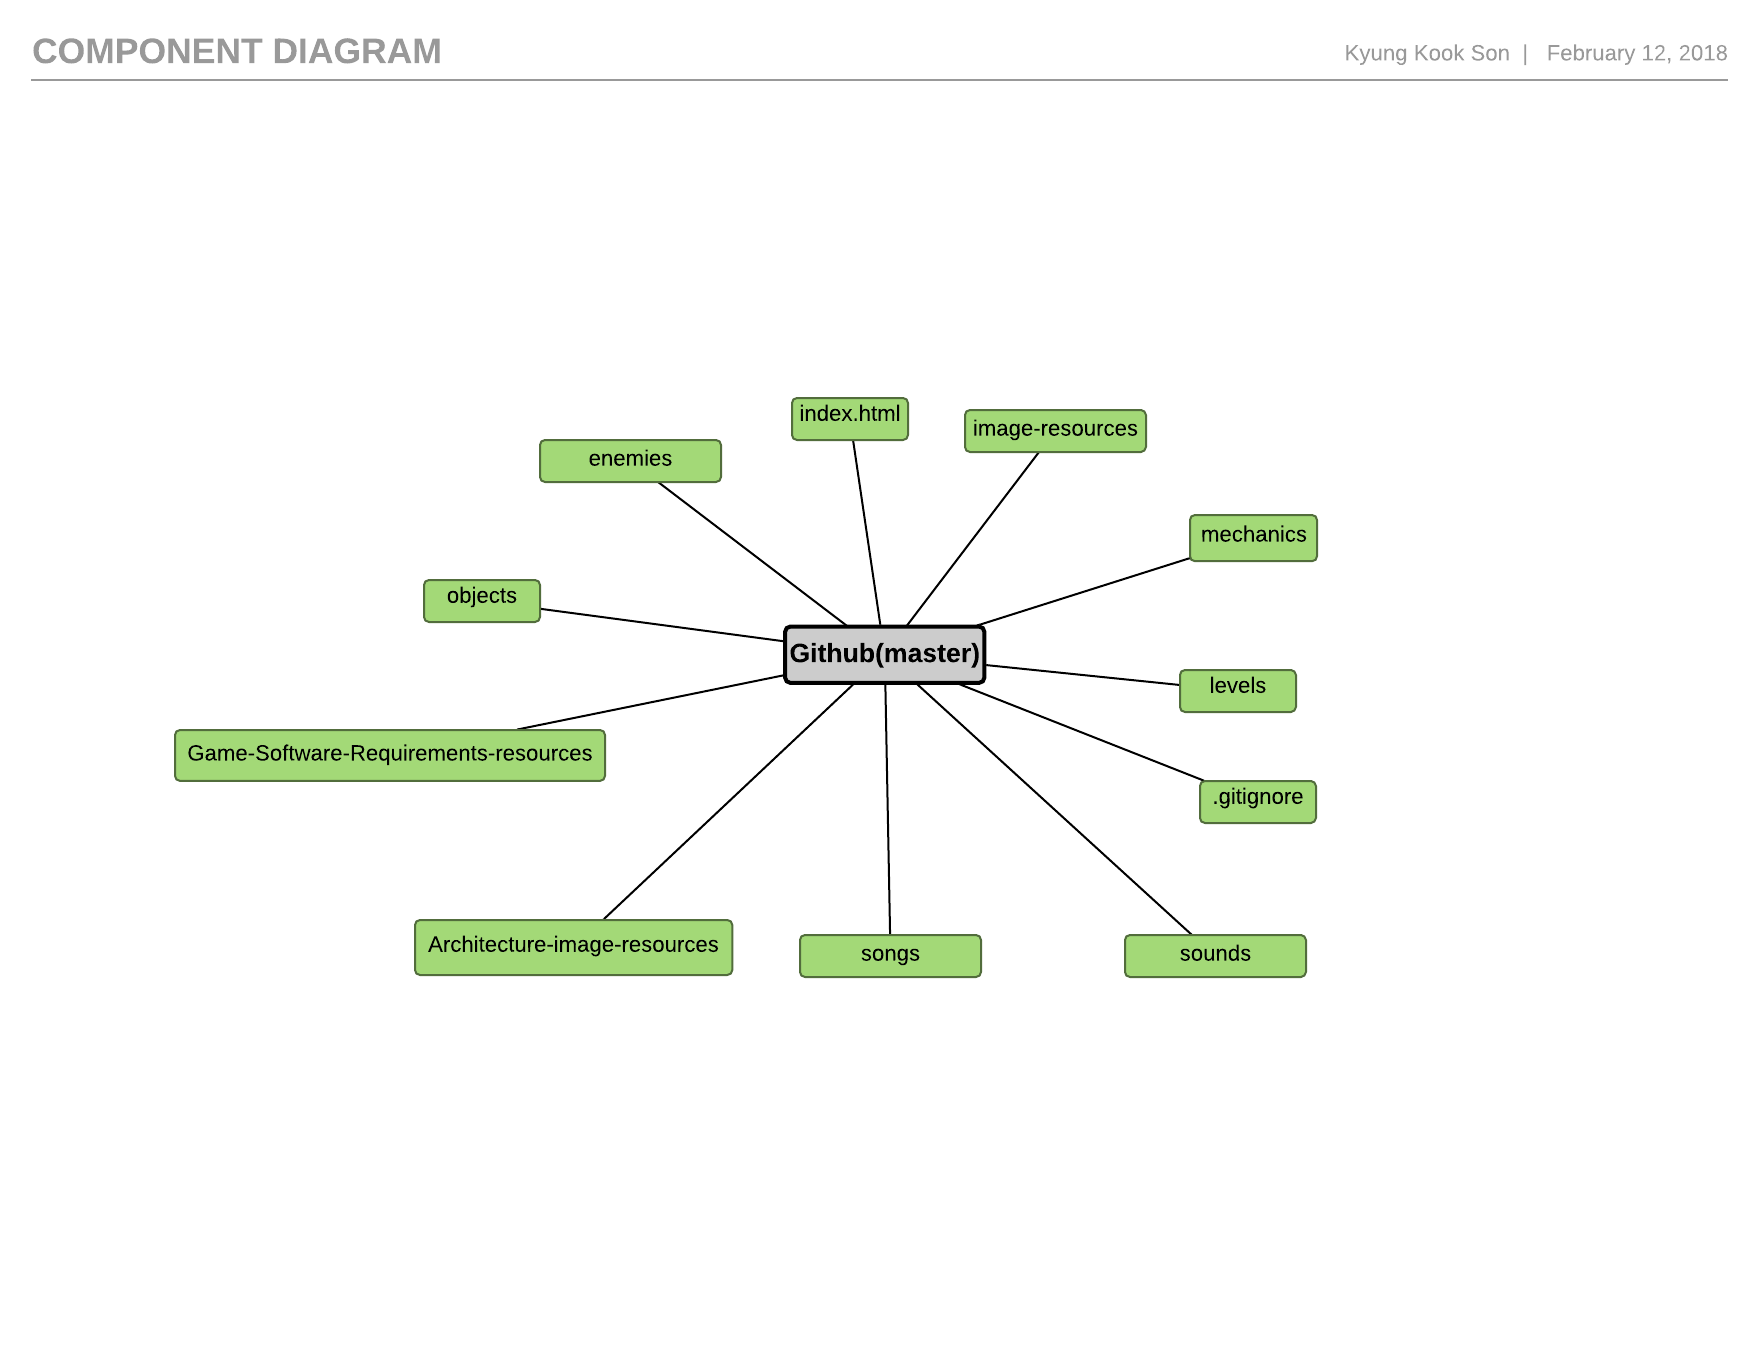 COMPONENT DIAGRAM
Kyung Kook Son | February 12, 2018
index.html
image-resources
enemies
mechanics
objects
Github(master)
levels
Game-Software-Requirements-resources
.gitignore
Architecture-image-resources
songs
sounds